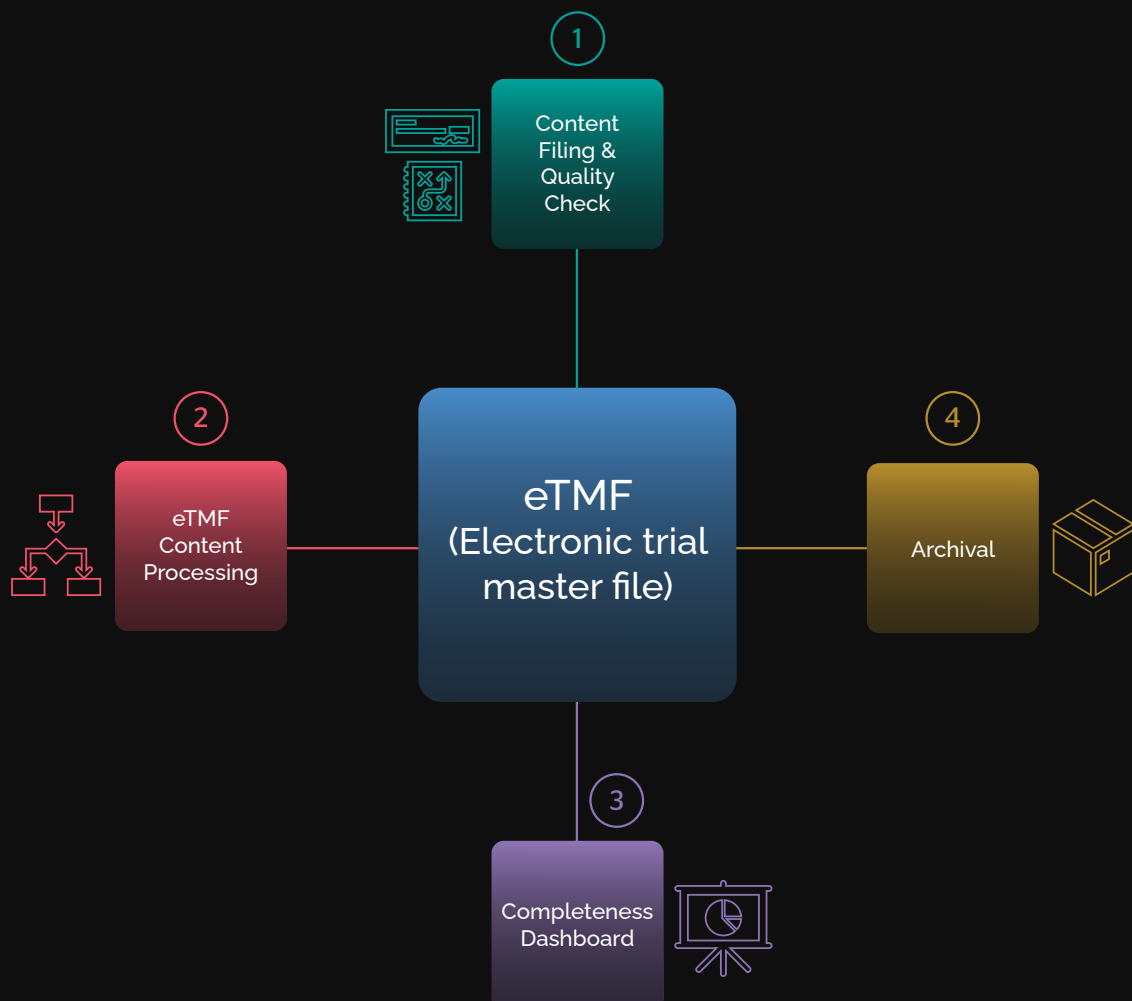 1
Content
Filing &
Quality
Check
2
eTMF
Content
Processing
eTMF
(Electronic trial
master file)
4
Archival
3
Completeness
Dashboard